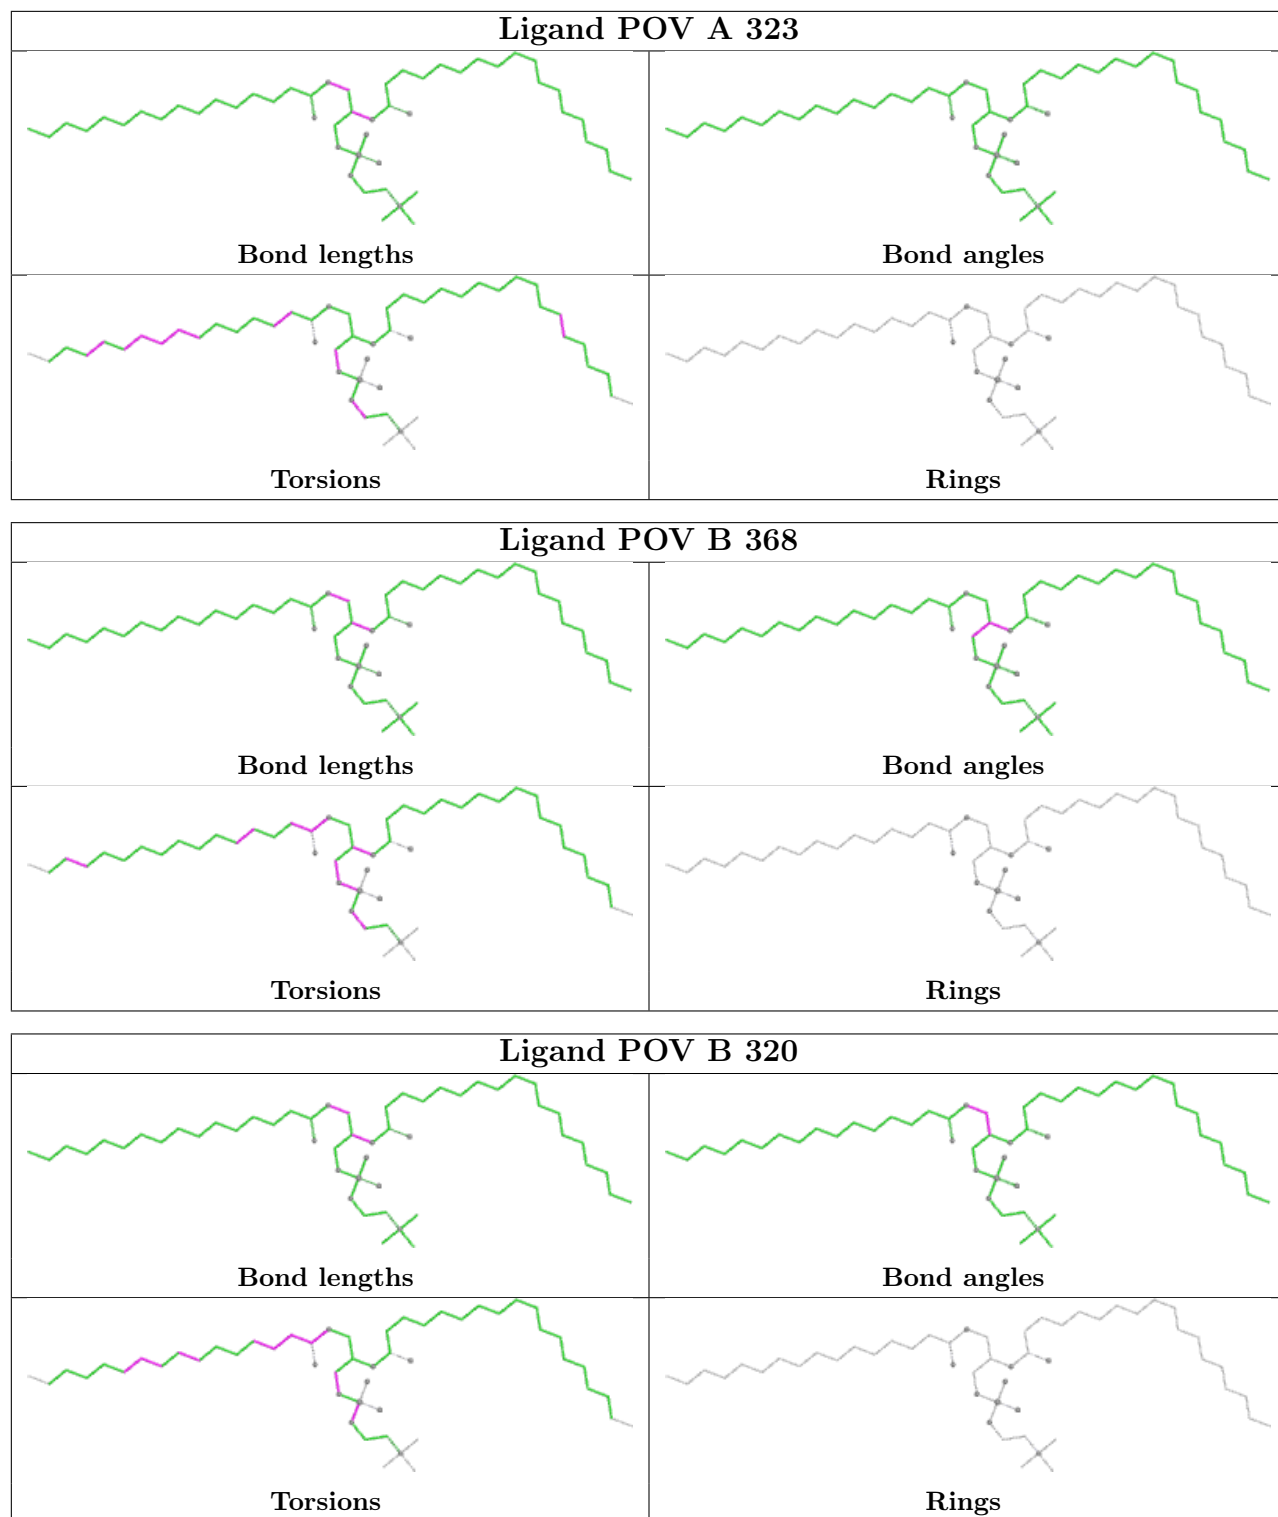 Ligand POV A 323
Bond lengths
Bond angles
Torsions
Rings
Ligand POV B 368
Bond lengths
Bond angles
Torsions
Rings
Ligand POV B 320
Bond lengths
Bond angles
Torsions
Rings